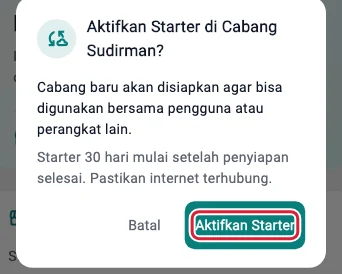 Aktifkan Starter di Cabang
Sudirman?
Cabang baru akan disiapkan agar bisa
digunakan bersama pengguna atau
perangkat lain.
Starter 30 hari mulai setelah penyiapan
selesai. Pastikan internet terhubung.
Batal
Aktifkan Starter